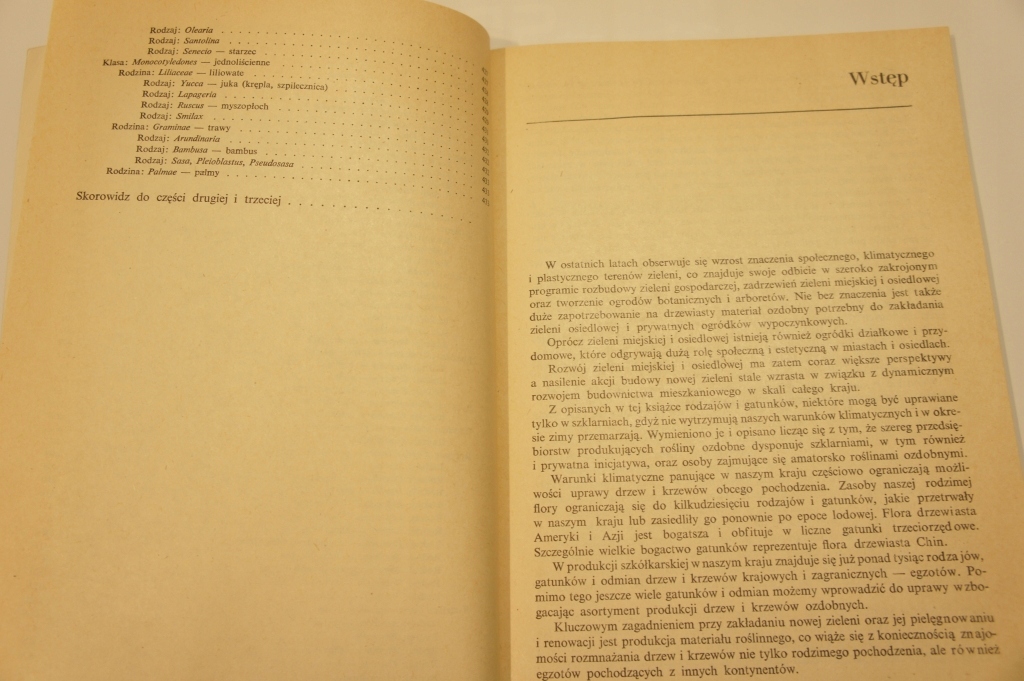 Rodzaj: Olearia
Rodzaj: Santolina
Rodzaj: Senecio — starzec
Klasa: Monocotyledones — jednoliścienne
Rodzina: Liliaceae — liliowate
Rodzaj: Yucca — juka (krępla, szpilecznica)
Rodzaj: Lapageria
Rodzaj: Ruscus — myszopłoch
Rodzaj: Smilax
Rodzina: Graminae — trawy
Rodzaj: Arundinaria
Rodzaj: Bambusa — bambus
Rodzaj: Sasa, Pleioblastus, Pseudosasa
Rodzina: Palmae — palmy
Skorowidz do części drugiej i trzeciej
Wstęp
W ostatnich latach obserwuje się wzrost znaczenia społecznego, klimatycznego
i plastycznego terenów zieleni, co znajduje swoje odbicie w szeroko zakrojonym
programie rozbudowy zieleni gospodarczej, zadrzewień zieleni miejskiej i osiedlowej
oraz tworzenie ogrodów botanicznych i arboretów. Nie bez znaczenia jest także
duże zapotrzebowanie na drzewiasty materiał ozdobny potrzebny do zakładania
zieleni osiedlowej i prywatnych ogródków wypoczynkowych.
Oprócz zieleni miejskiej i osiedlowej istnieją również ogródki działkowe i przy-
domowe, które odgrywają dużą rolę społeczną i estetyczną w miastach i osiedlach.
Rozwój zieleni miejskiej i osiedlowej ma zatem coraz większe perspektywy
a nasilenie akcji budowy nowej zieleni stale wzrasta w związku z dynamicznym
rozwojem budownictwa mieszkaniowego w skali całego kraju.
Z opisanych w tej książce rodzajów i gatunków, niektóre mogą być uprawiane
tylko w szklarniach, gdyż nie wytrzymują naszych warunków klimatycznych i w okre-
sie zimy przemarzają. Wymieniono je i opisano licząc się z tym, że szereg przedsię-
biorstw produkujących rośliny ozdobne dysponuje szklarniami, w tym również
i prywatna inicjatywa, oraz osoby zajmujące się amatorsko roślinami ozdobnymi.
Warunki klimatyczne panujące w naszym kraju częściowo ograniczają możli-
wości uprawy drzew i krzewów obcego pochodzenia. Zasoby naszej rodzimej
flory ograniczają się do kilkudziesięciu rodzajów i gatunków, jakie przetrwały
w naszym kraju lub zasiedliły go ponownie po epoce lodowej. Flora drzewiasta
Ameryki i Azji jest bogatsza i obfituje w liczne gatunki trzeciorzędowe.
Szczególnie wielkie bogactwo gatunków reprezentuje flora drzewiasta Chin.
W produkcji szkółkarskiej w naszym kraju znajduje się już ponad tysiąc rodzajów,
gatunków i odmian drzew i krzewów krajowych i zagranicznych — egzotów. Po-
mimo tego jeszcze wiele gatunków i odmian możemy wprowadzić do uprawy wzbo-
gacając asortyment produkcji drzew i krzewów ozdobnych.
Kluczowym zagadnieniem przy zakładaniu nowej zieleni oraz jej pielęgnowaniu
i renowacji jest produkcja materiału roślinnego, co wiąże się z koniecznością znajo-
mości rozmnażania drzew i krzewów nie tylko rodzimego pochodzenia, ale również
egzotów pochodzących z innych kontynentów.